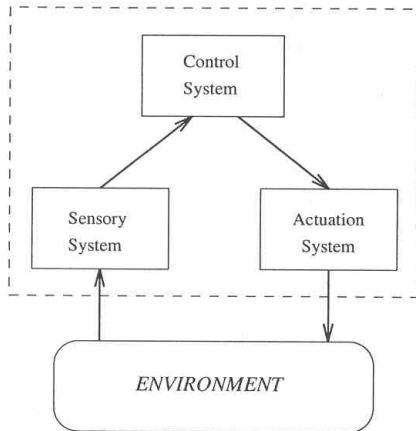 Control
System
Sensory
System
Actuation
System
ENVIRONMENT